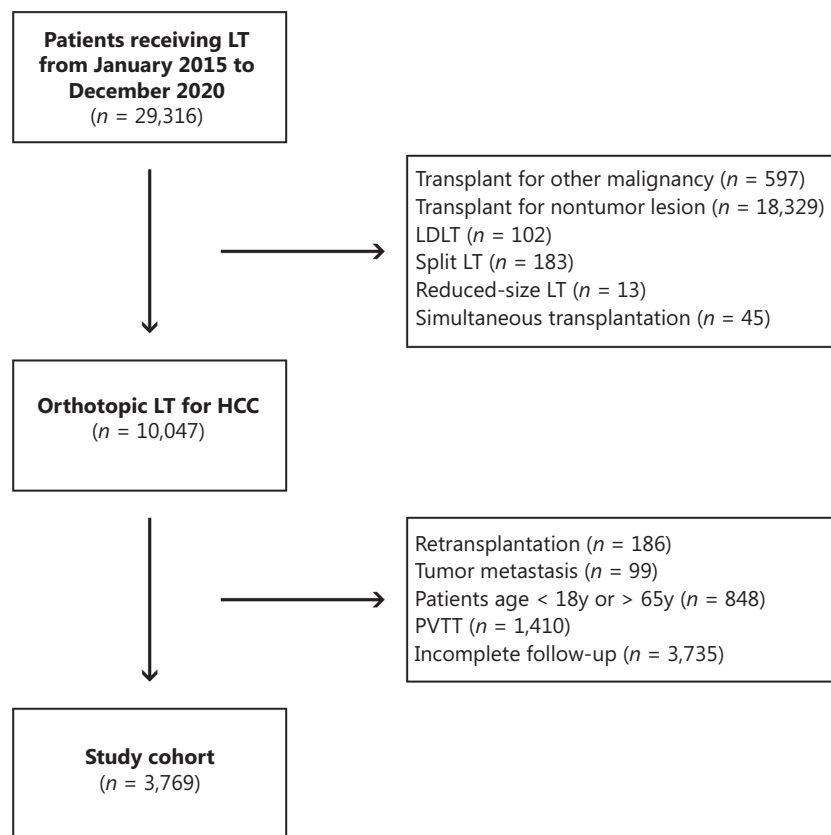 Patients receiving LT
from January 2015 to
December 2020
(n = 29,316)
Transplant for other malignancy (n = 597)
Transplant for nontumor lesion (n = 18,329)
LDLT (n = 102)
Split LT (n = 183)
Reduced-size LT (n = 13)
Simultaneous transplantation (n = 45)
Orthotopic LT for HCC
(n = 10,047)
Retransplantation (n = 186)
Tumor metastasis (n = 99)
Patients age < 18y or > 65y (n = 848)
PVTT (n = 1,410)
Incomplete follow-up (n = 3,735)
Study cohort
(n = 3,769)